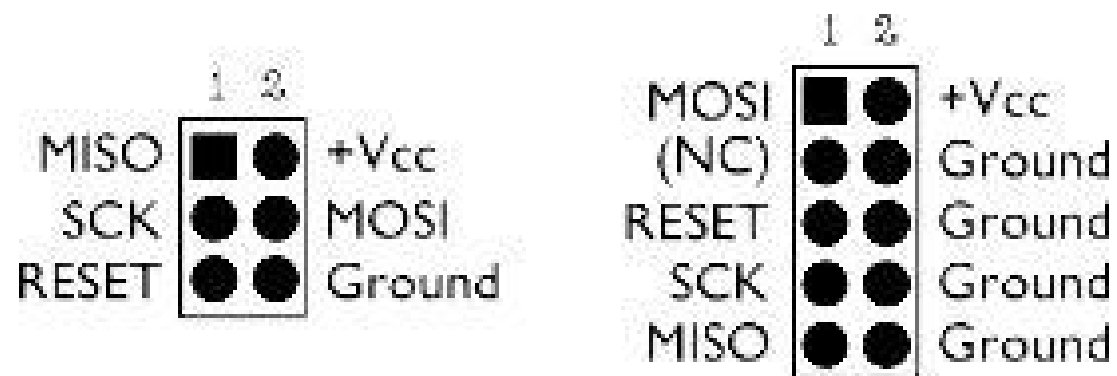 1 2
MISO +Vcc
SCK MOSI
RESET Ground
1 2
MOSI +Vcc
(NC) Ground
RESET Ground
SCK Ground
MISO Ground